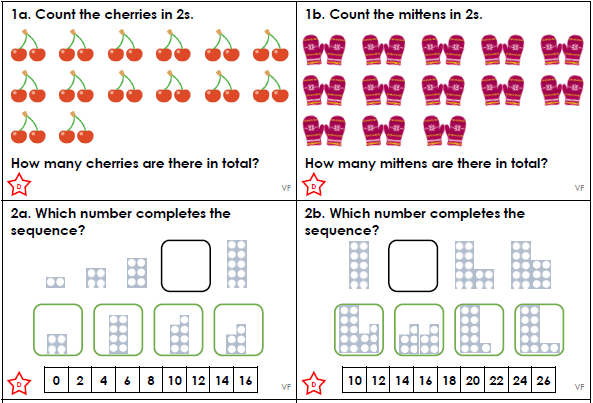 1a. Count the cherries in 2s.
How many cherries are there in total?
D
VF
1b. Count the mittens in 2s.
How many mittens are there in total?
D
VF
2a. Which number completes the
sequence?
0 2 4 6 8 10 12 14 16
D
VF
2b. Which number completes the
sequence?
10 12 14 16 18 20 22 24 26
D
VF